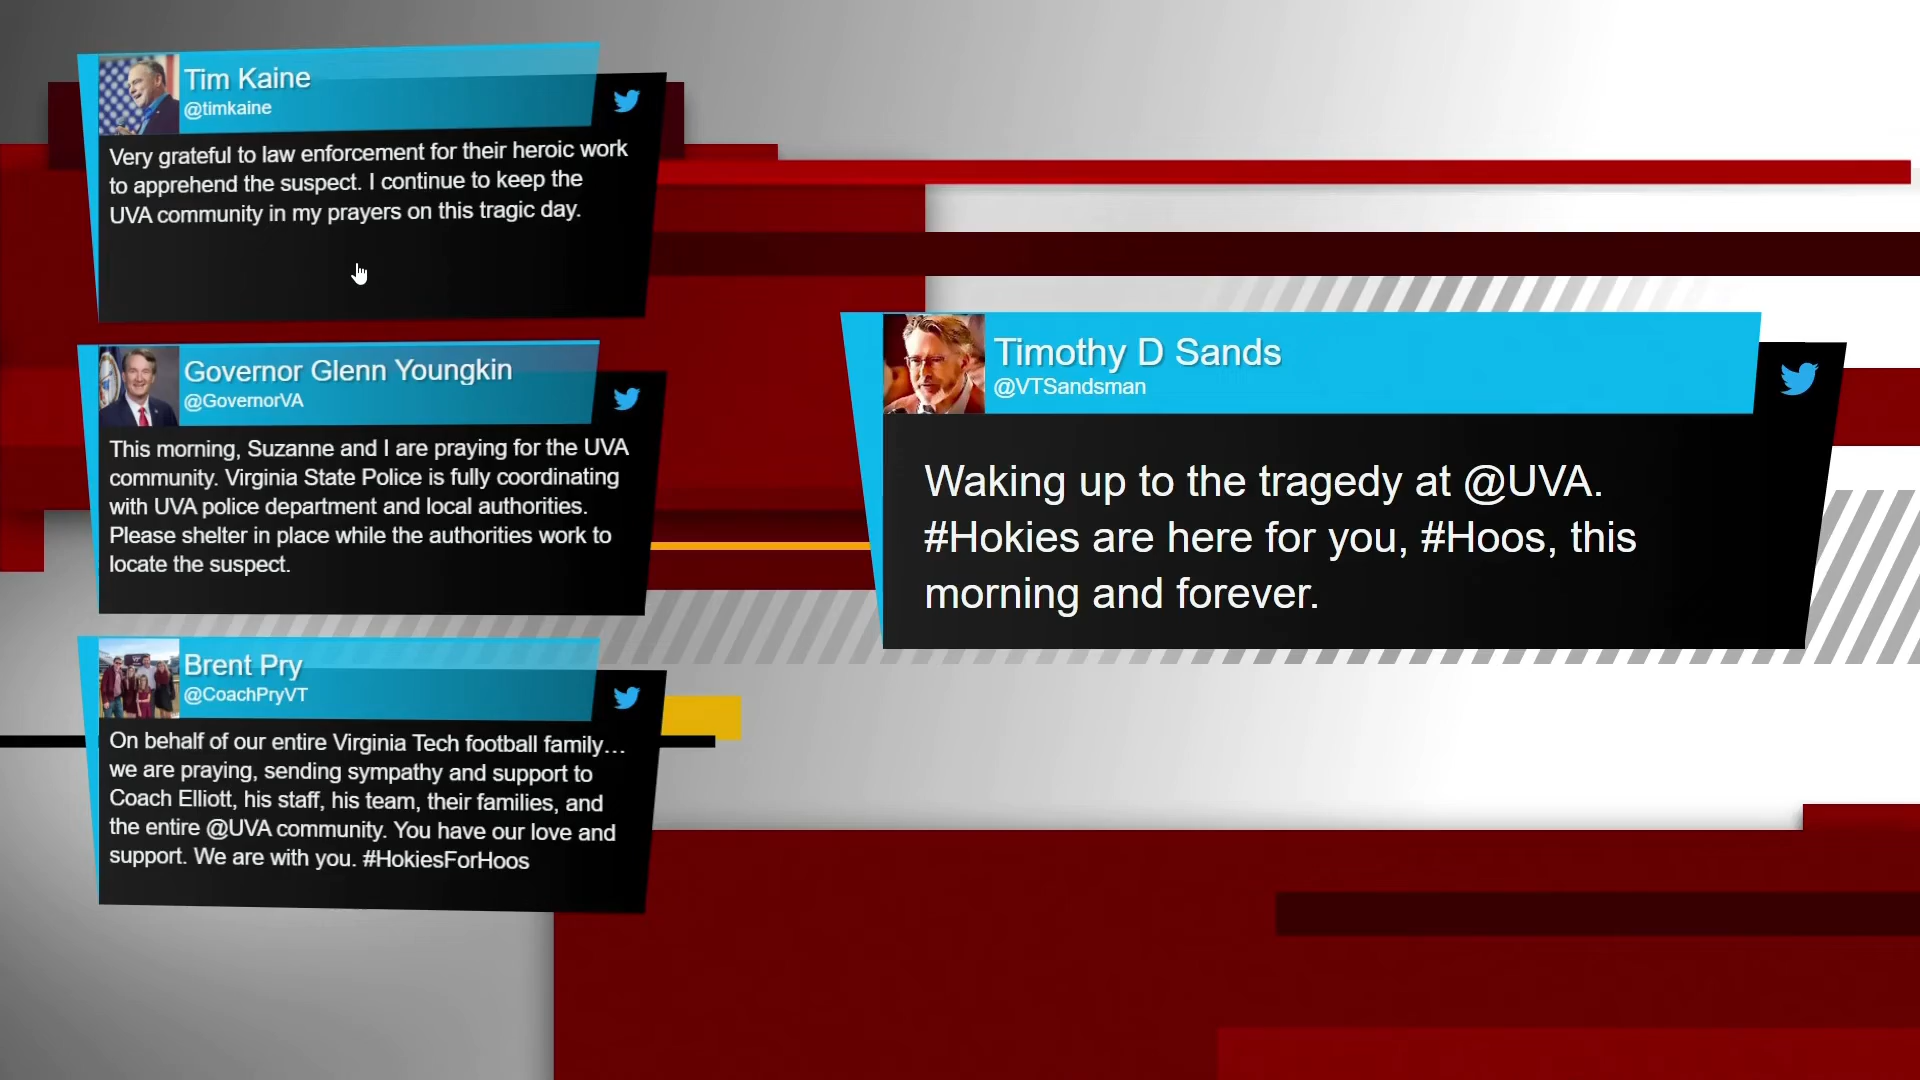 Tim Kaine
@timkaine
Very grateful to law enforcement for their heroic work
to apprehend the suspect. I continue to keep the
UVA community in my prayers on this tragic day.
Governor Glenn Youngkin
@GovernorVA
This morning, Suzanne and I are praying for the UVA
community. Virginia State Police is fully coordinating
with UVA police department and local authorities.
Please shelter in place while the authorities work to
locate the suspect.
Brent Pry
@CoachPryVT
On behalf of our entire Virginia Tech football family…
we are praying, sending sympathy and support to
Coach Elliott, his staff, his team, their families, and
the entire @UVA community. You have our love and
support. We are with you. #HokiesForHoos
Timothy D Sands
@VTSandsman
Waking up to the tragedy at @UVA.
#Hokies are here for you, #Hoos, this
morning and forever.